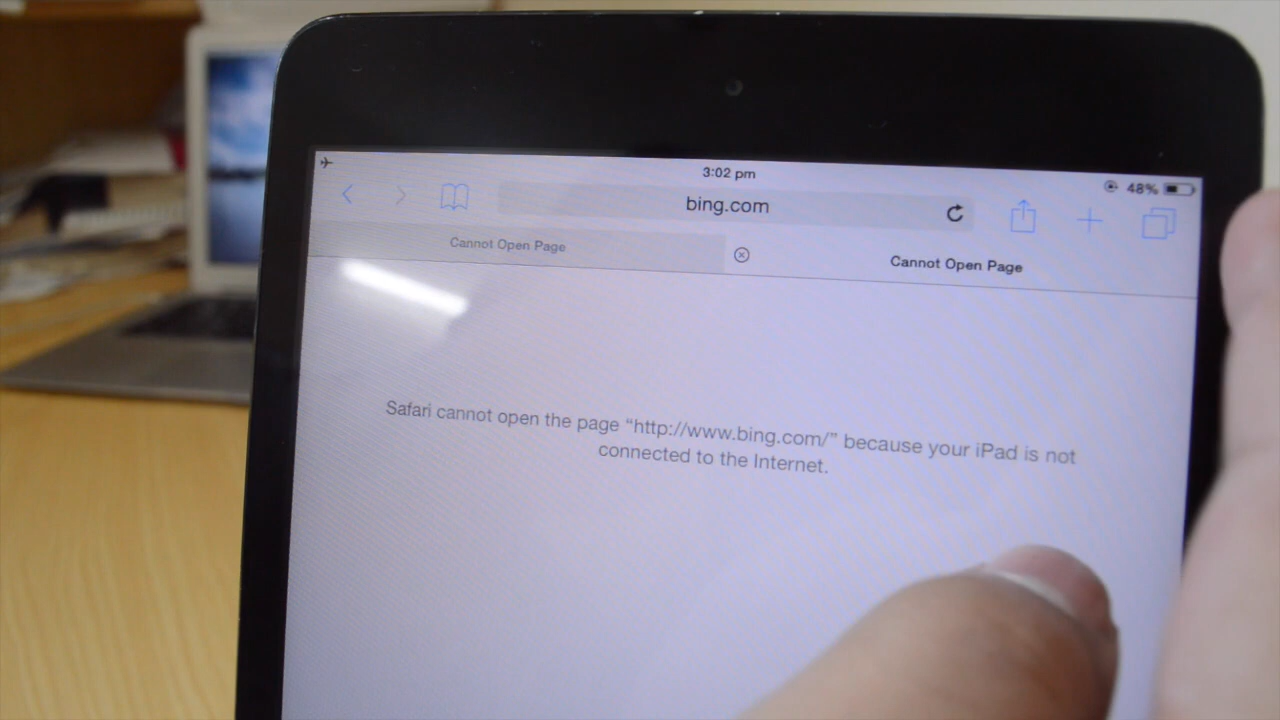 3:02 pm
48%
bing.com
Cannot Open Page
Cannot Open Page
Safari cannot open the page “http://www.bing.com/” because your iPad is not
connected to the Internet.